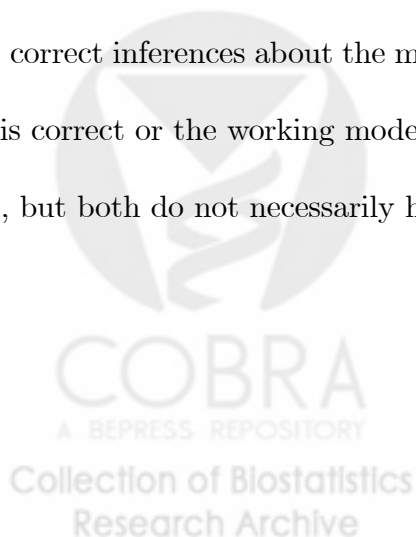 correct inferences about the m
is correct or the working mode
, but both do not necessarily h
COBRA
A BEPRESS REPOSITORY
Collection of Biostatistics
Research Archive